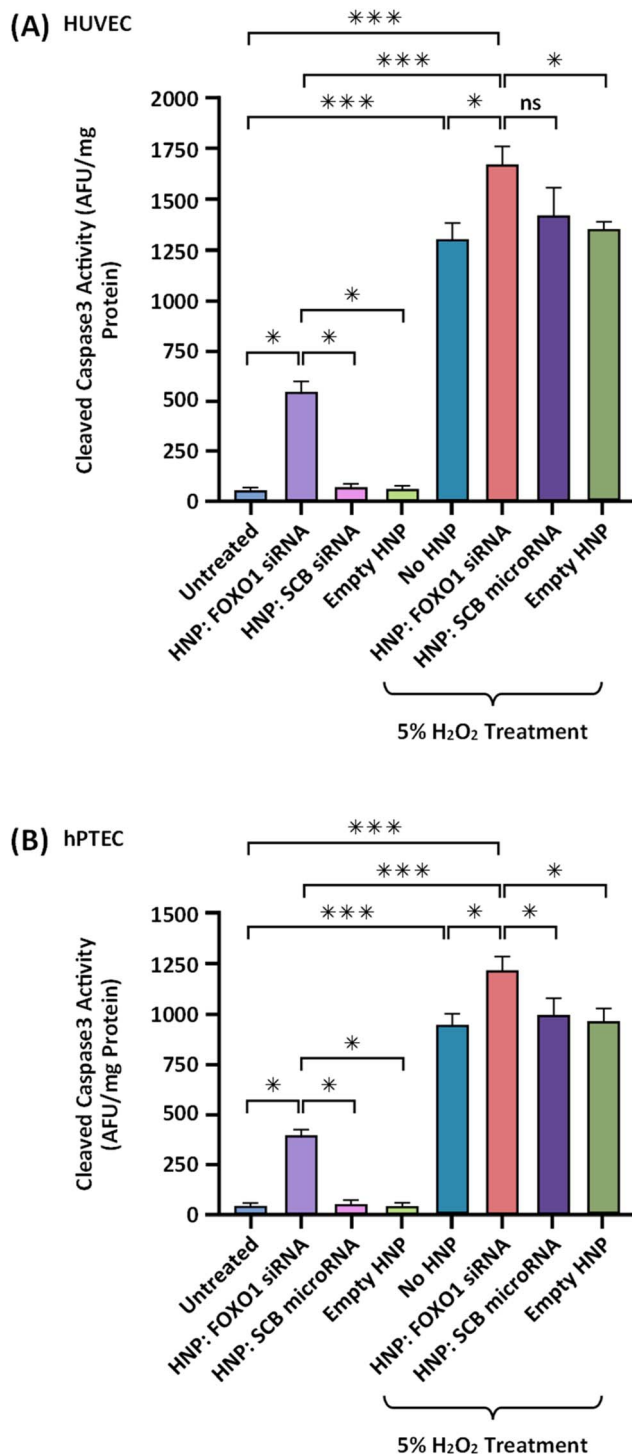 (A) HUVEC
***
*** *
*** * ns
Cleaved Caspase3 Activity (AFU/mg
Protein)
2000
1750
1500
1250
1000
750
500
250
0
*
* *
Untreated
HNP: FOXO1 siRNA
HNP: SCB siRNA
Empty HNP
No HNP
HNP: FOXO1 siRNA
HNP: SCB microRNA
Empty HNP
5% H₂O₂ Treatment
(B) hPTEC
***
*** *
*** * *
Cleaved Caspase3 Activity
(AFU/mg Protein)
1500
1250
1000
750
500
250
0
*
* *
Untreated
HNP: FOXO1 siRNA
HNP: SCB microRNA
Empty HNP
No HNP
HNP: FOXO1 siRNA
HNP: SCB microRNA
Empty HNP
5% H₂O₂ Treatment